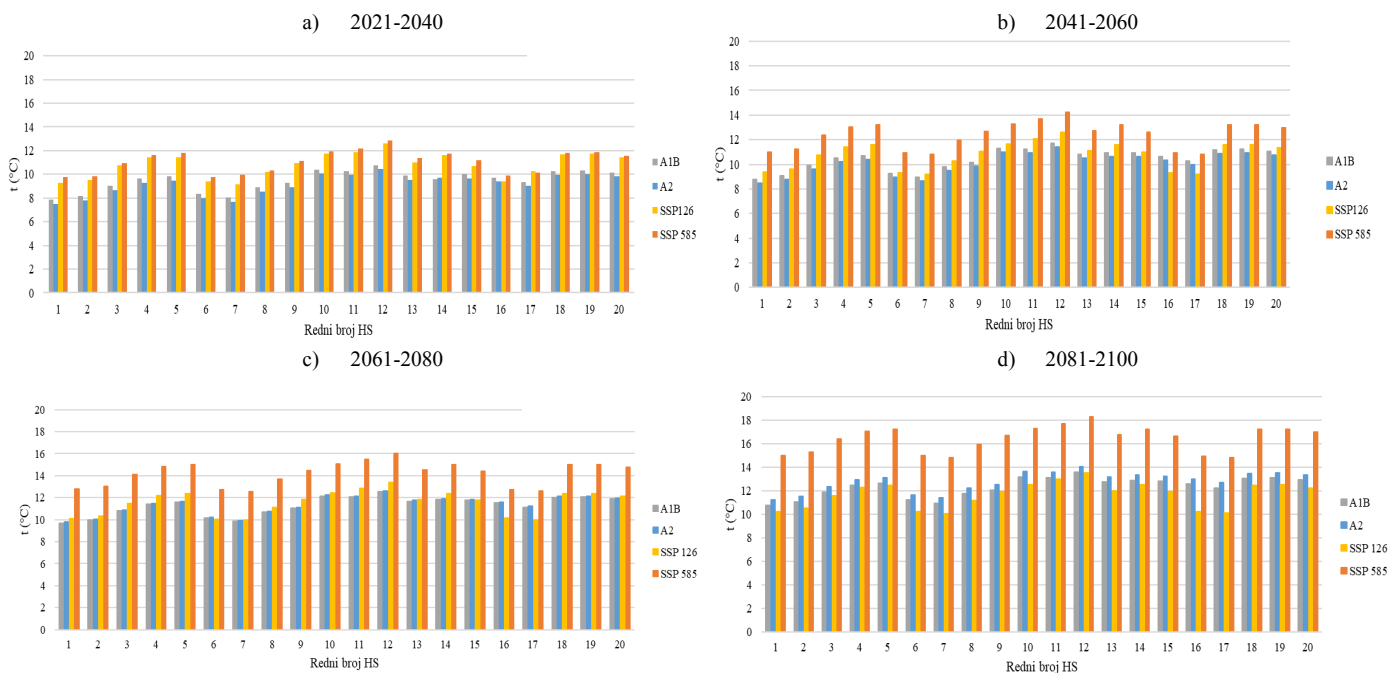 a) 2021-2040
20
18
16
14
12
10
8
6
4
2
0
t (°C)
1 2 3 4 5 6 7 8 9 10 11 12 13 14 15 16 17 18 19 20
Redni broj HS
A1B
A2
SSP126
SSP 585
b) 2041-2060
20
18
16
14
12
10
8
6
4
2
0
t (°C)
1 2 3 4 5 6 7 8 9 10 11 12 13 14 15 16 17 18 19 20
Redni broj HS
A1B
A2
SSP126
SSP 585
c) 2061-2080
20
18
16
14
12
10
8
6
4
2
0
t (°C)
1 2 3 4 5 6 7 8 9 10 11 12 13 14 15 16 17 18 19 20
Redni broj HS
A1B
A2
SSP 126
SSP 585
d) 2081-2100
20
18
16
14
12
10
8
6
4
2
0
t (°C)
1 2 3 4 5 6 7 8 9 10 11 12 13 14 15 16 17 18 19 20
Redni broj HS
A1B
A2
SSP 126
SSP 585